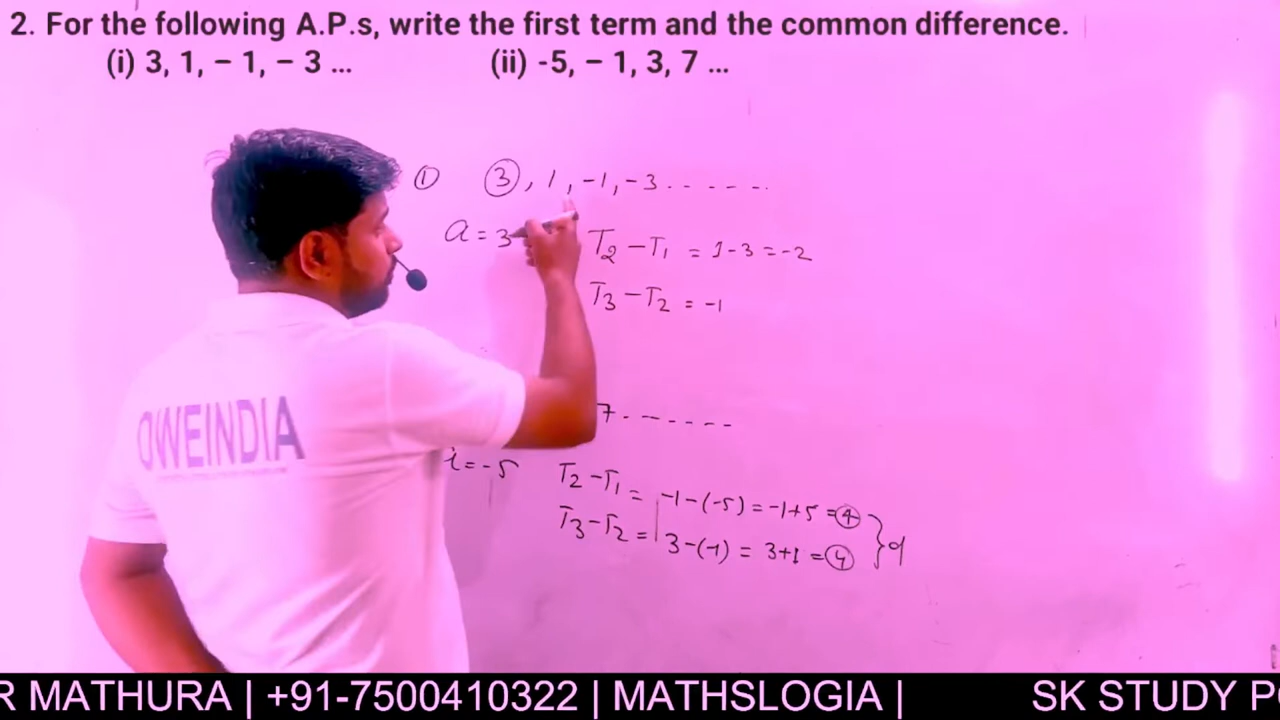 2. For the following A.P.s, write the first term and the common difference.
(i) 3, 1, – 1, – 3 ... (ii) -5, – 1, 3, 7 ...
① ③, 1, -1, -3 . - - - - -.
a = 3 T₂ - T₁ = 1-3 = -2
T₃ - T₂ = -1
OWEINDIA
7. - - - - - -
= -5 T₂ - T₁ = -1-(-5) = -1+5 = ④
T₃ - T₂ = 3-(-1) = 3+1 = ④ } d
R MATHURA | +91-7500410322 | MATHSLOGIA | SK STUDY